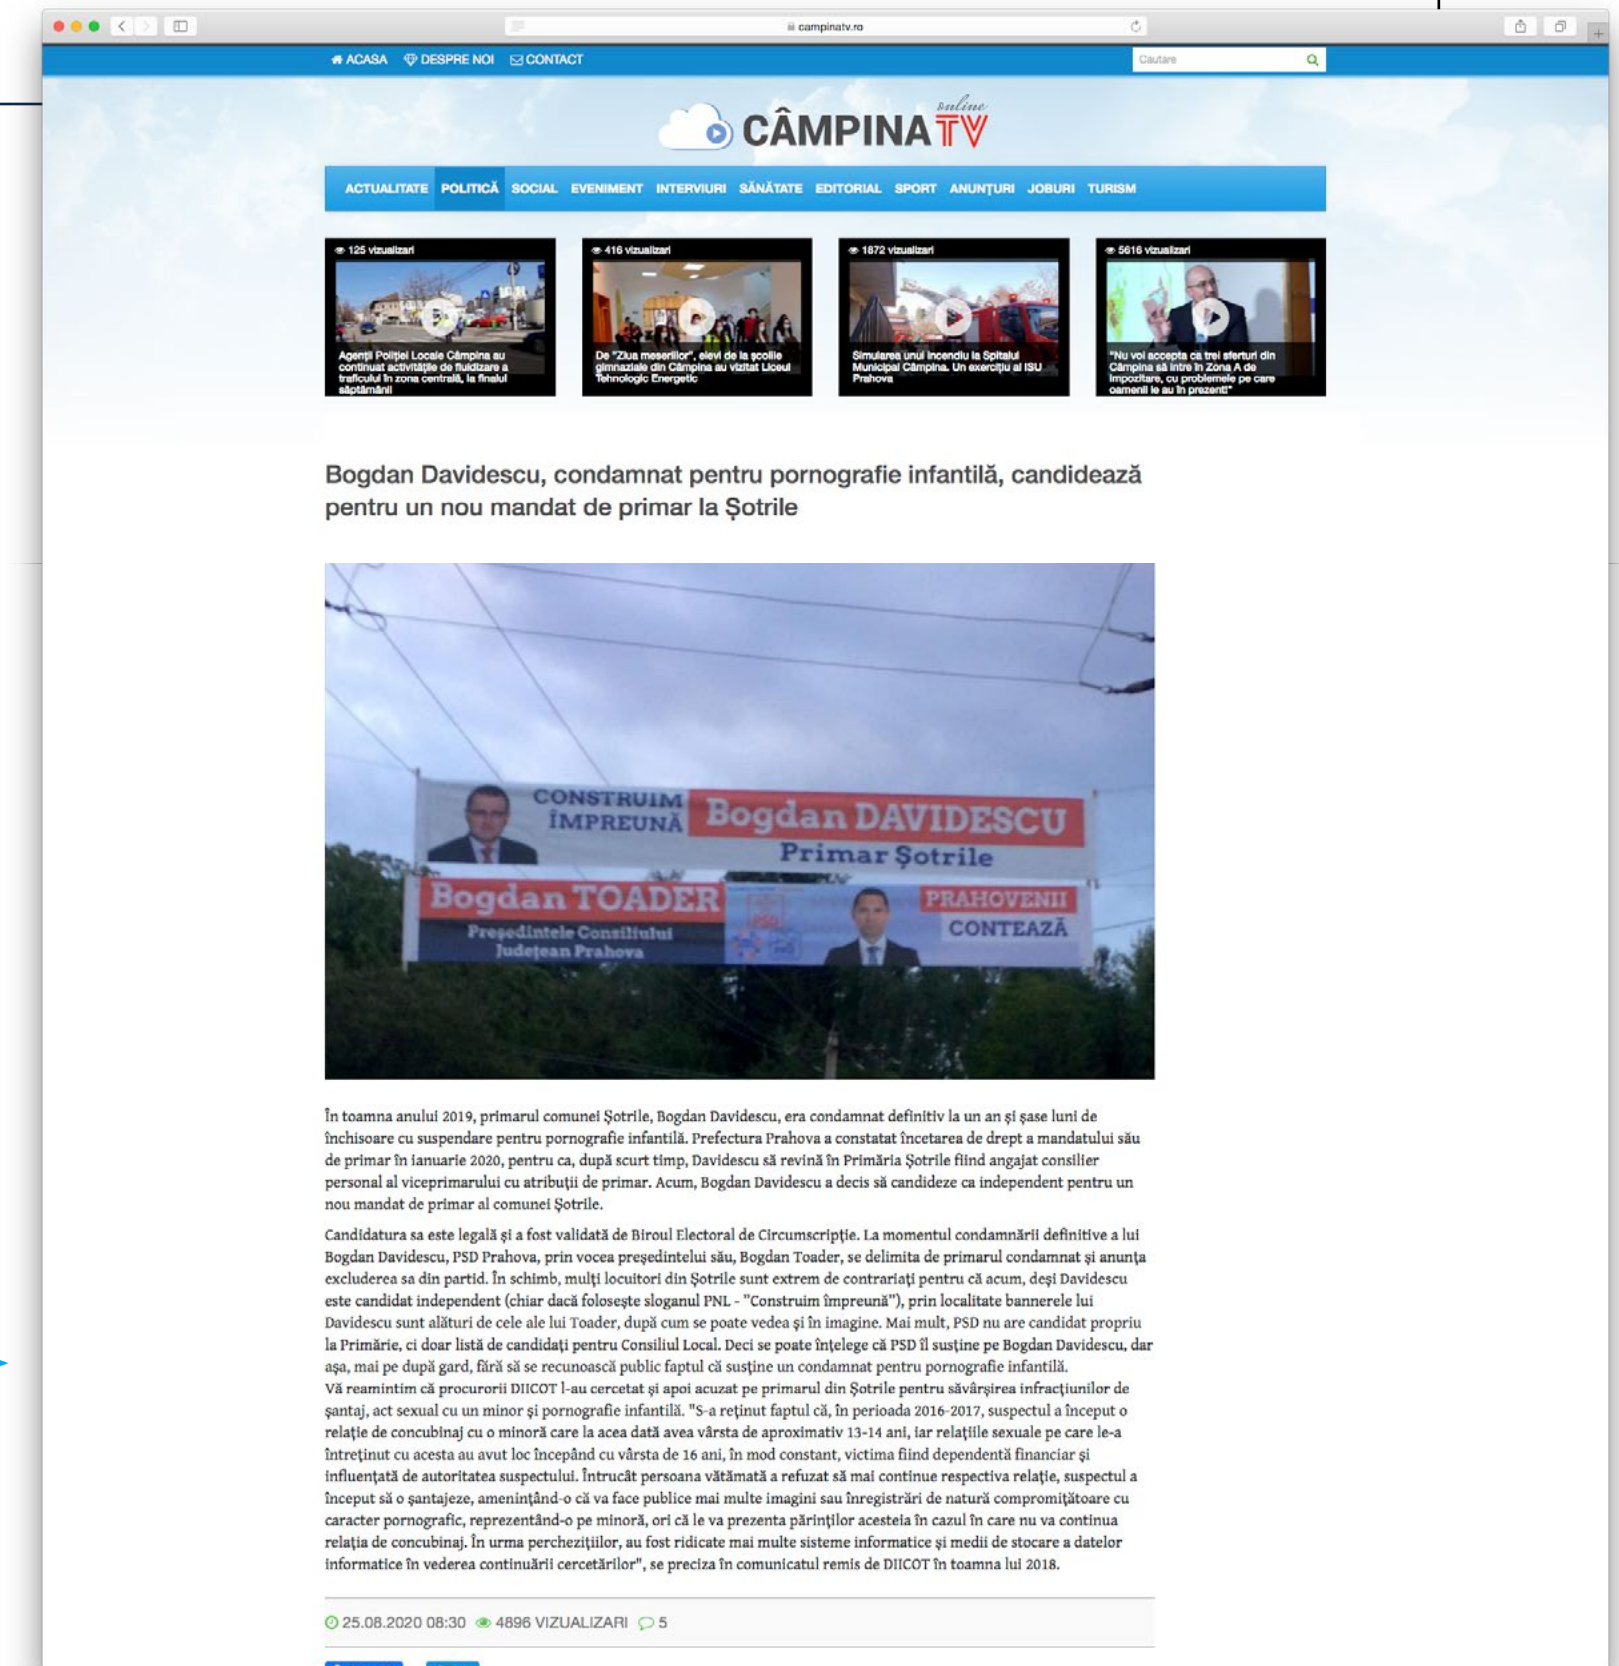 campinatv.ro
ACASA DESPRE NOI CONTACT
Cautare
CÂMPINA TV online
ACTUALITATE POLITICĂ SOCIAL EVENIMENT INTERVIURI SĂNĂTATE EDITORIAL SPORT ANUNȚURI JOBURI TURISM
125 vizualizari
Agenții Poliției Locale Câmpina au
continuat activitățile de fluidizare a
traficului în zona centrală, la finalul
săptămânii
416 vizualizari
De "Ziua meseriilor", elevi de la școlile
gimnaziale din Câmpina au vizitat Liceul
Tehnologic Energetic
1872 vizualizari
Simularea unui incendiu la Spitalul
Municipal Câmpina. Un exercițiu al ISU
Prahova
5616 vizualizari
"Nu voi accepta ca trei sferturi din
Câmpina să intre în Zona A de
impozitare, cu problemele pe care
oamenii le au în prezent!"
Bogdan Davidescu, condamnat pentru pornografie infantilă, candidează
pentru un nou mandat de primar la Șotrile
CONSTRUIM
ÎMPREUNĂ
Bogdan DAVIDESCU
Primar Șotrile
Bogdan TOADER
Președintele Consiliului
Județean Prahova
PSD
PRAHOVENII
CONTEAZĂ
În toamna anului 2019, primarul comunei Șotrile, Bogdan Davidescu, era condamnat definitiv la un an și șase luni de
închisoare cu suspendare pentru pornografie infantilă. Prefectura Prahova a constatat încetarea de drept a mandatului său
de primar în ianuarie 2020, pentru ca, după scurt timp, Davidescu să revină în Primăria Șotrile fiind angajat consilier
personal al viceprimarului cu atribuții de primar. Acum, Bogdan Davidescu a decis să candideze ca independent pentru un
nou mandat de primar al comunei Șotrile.
Candidatura sa este legală și a fost validată de Biroul Electoral de Circumscripție. La momentul condamnării definitive a lui
Bogdan Davidescu, PSD Prahova, prin vocea președintelui său, Bogdan Toader, se delimita de primarul condamnat și anunța
excluderea sa din partid. În schimb, mulți locuitori din Șotrile sunt extrem de contrariați pentru că acum, deși Davidescu
este candidat independent (chiar dacă folosește sloganul PNL - "Construim împreună"), prin localitate bannerele lui
Davidescu sunt alături de cele ale lui Toader, după cum se poate vedea și în imagine. Mai mult, PSD nu are candidat propriu
la Primărie, ci doar listă de candidați pentru Consiliul Local. Deci se poate înțelege că PSD îl susține pe Bogdan Davidescu, dar
așa, mai pe după gard, fără să se recunoască public faptul că susține un condamnat pentru pornografie infantilă.
Vă reamintim că procurorii DIICOT l-au cercetat și apoi acuzat pe primarul din Șotrile pentru săvârșirea infracțiunilor de
șantaj, act sexual cu un minor și pornografie infantilă. "S-a reținut faptul că, în perioada 2016-2017, suspectul a început o
relație de concubinaj cu o minoră care la acea dată avea vârsta de aproximativ 13-14 ani, iar relațiile sexuale pe care le-a
întreținut cu acesta au avut loc începând cu vârsta de 16 ani, în mod constant, victima fiind dependentă financiar și
influențată de autoritatea suspectului. Întrucât persoana vătămată a refuzat să mai continue respectiva relație, suspectul a
început să o șantajeze, amenințând-o că va face publice mai multe imagini sau înregistrări de natură compromițătoare cu
caracter pornografic, reprezentând-o pe minoră, ori că le va prezenta părinților acesteia în cazul în care nu va continua
relația de concubinaj. În urma perchezițiilor, au fost ridicate mai multe sisteme informatice și medii de stocare a datelor
informatice în vederea continuării cercetărilor", se preciza în comunicatul remis de DIICOT în toamna lui 2018.
25.08.2020 08:30 4896 VIZUALIZARI 5